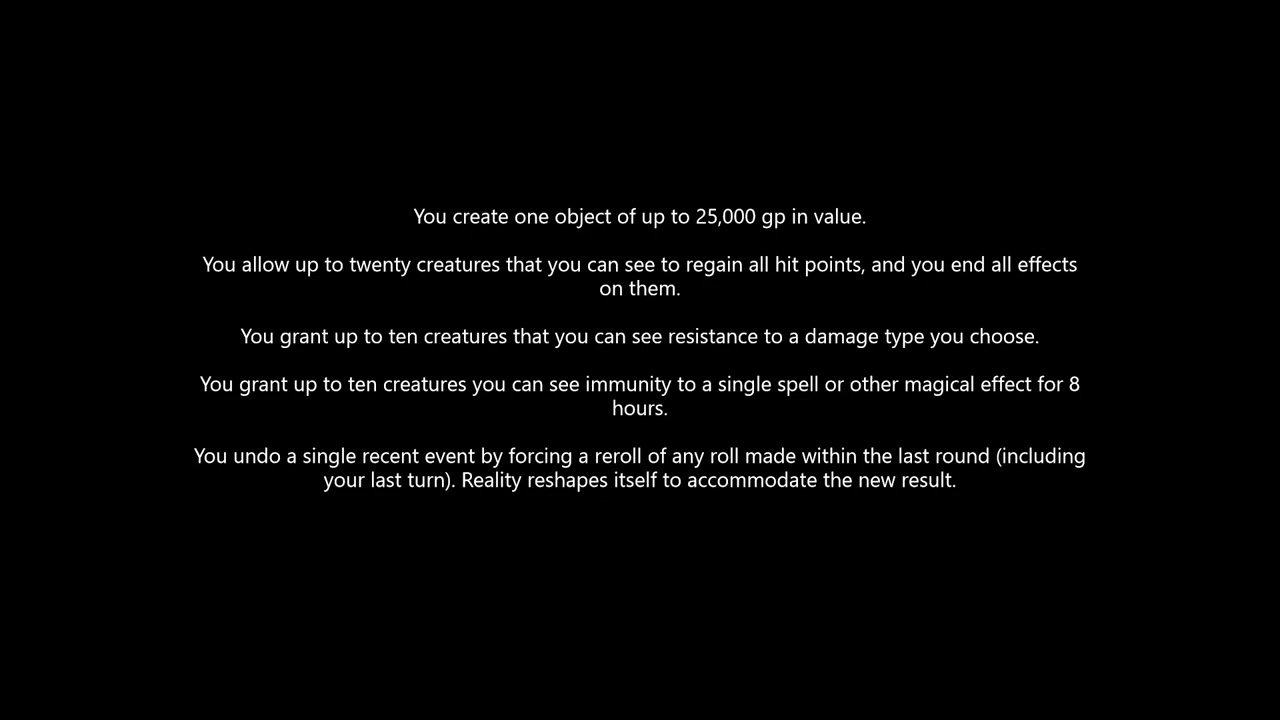 You create one object of up to 25,000 gp in value.
You allow up to twenty creatures that you can see to regain all hit points, and you end all effects
on them.
You grant up to ten creatures that you can see resistance to a damage type you choose.
You grant up to ten creatures you can see immunity to a single spell or other magical effect for 8
hours.
You undo a single recent event by forcing a reroll of any roll made within the last round (including
your last turn). Reality reshapes itself to accommodate the new result.